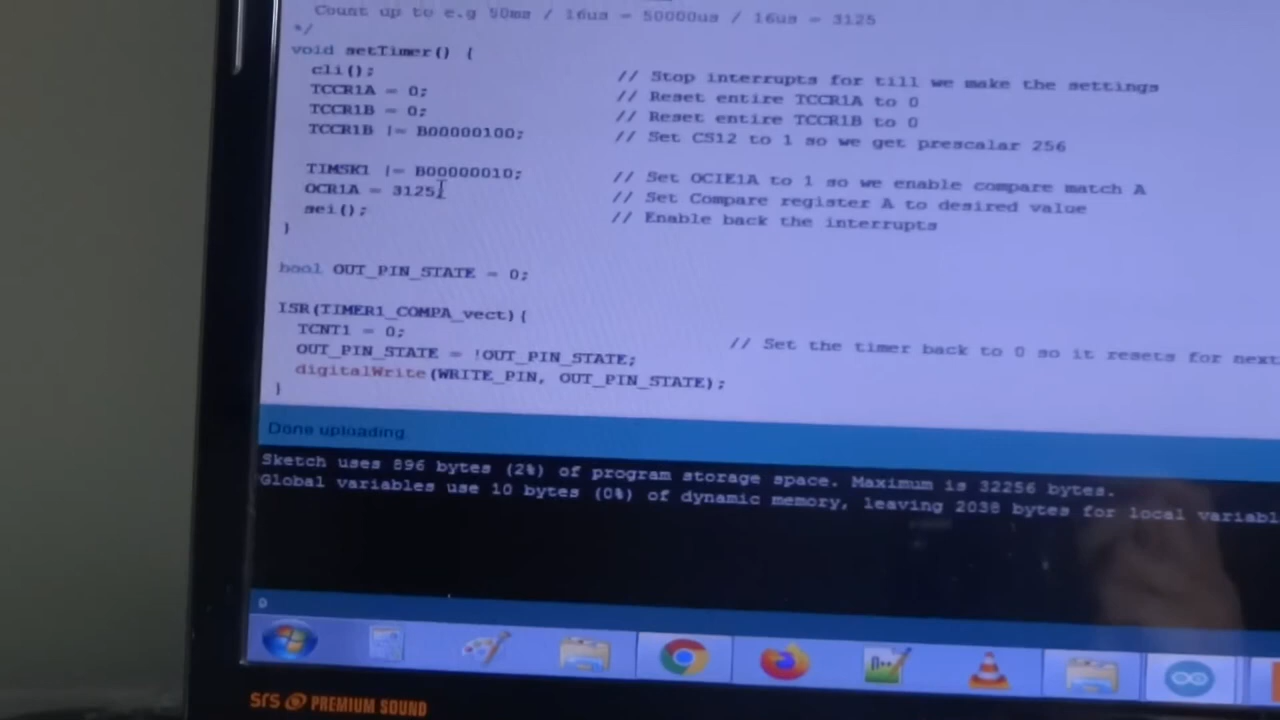 Count up to e.g 50ms / 16us = 50000us / 16us = 3125
*/
void setTimer() {
cli(); // Stop interrupts for till we make the settings
TCCR1A = 0; // Reset entire TCCR1A to 0
TCCR1B = 0; // Reset entire TCCR1B to 0
TCCR1B |= B00000100; // Set CS12 to 1 so we get prescalar 256
TIMSK1 |= B00000010; // Set OCIE1A to 1 so we enable compare match A
OCR1A = 3125; // Set Compare register A to desired value
sei(); // Enable back the interrupts
}
bool OUT_PIN_STATE = 0;
ISR(TIMER1_COMPA_vect){
TCNT1 = 0; // Set the timer back to 0 so it resets for next
OUT_PIN_STATE = !OUT_PIN_STATE;
digitalWrite(WRITE_PIN, OUT_PIN_STATE);
}
Done uploading.
Sketch uses 896 bytes (2%) of program storage space. Maximum is 32256 bytes.
Global variables use 10 bytes (0%) of dynamic memory, leaving 2038 bytes for local variabl
9
SRS PREMIUM SOUND